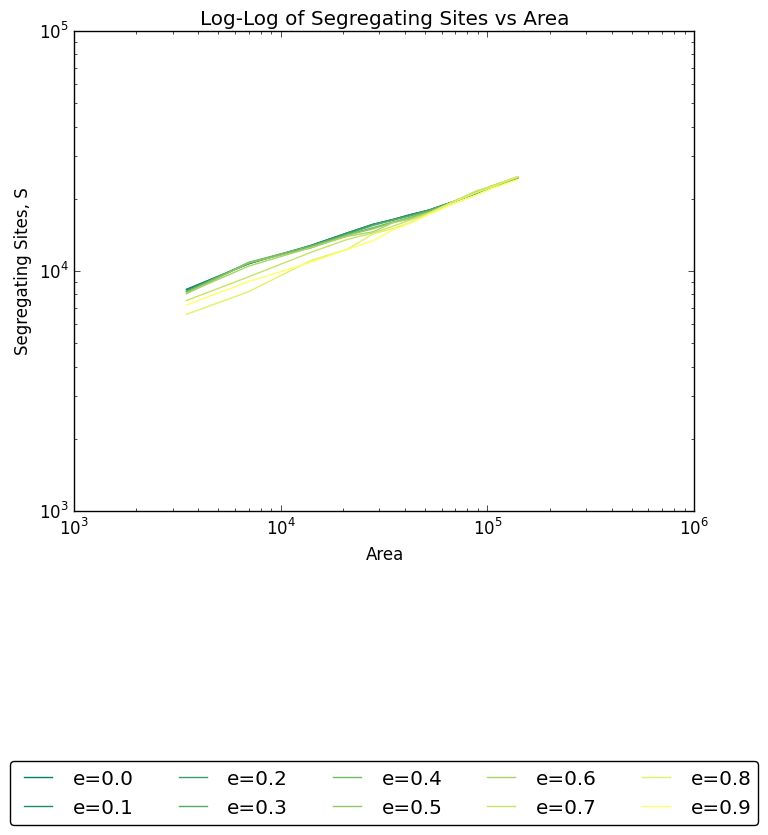 Log-Log of Segregating Sites vs Area
10^5
10^4
10^3
Segregating Sites, S
10^3 10^4 10^5 10^6
Area
e=0.0 e=0.2 e=0.4 e=0.6 e=0.8
e=0.1 e=0.3 e=0.5 e=0.7 e=0.9